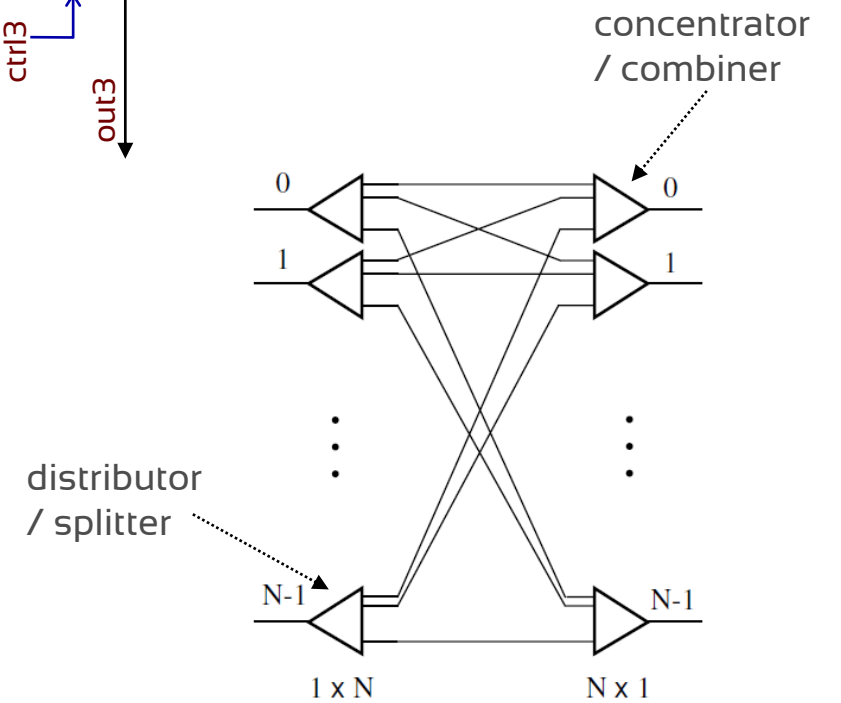 ctrl3
out3
concentrator
/ combiner
0
0
1
1
distributor
/ splitter
N-1
N-1
1 x N
N x 1